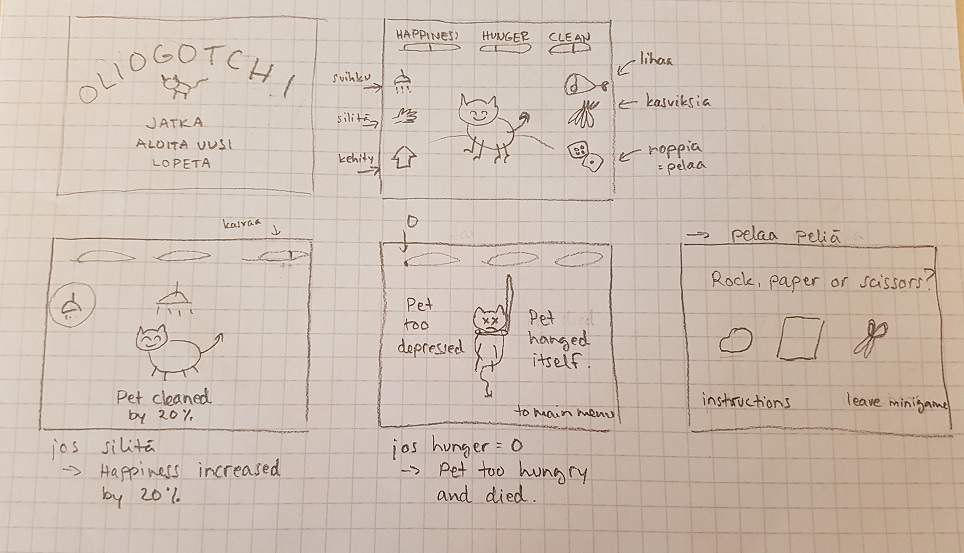 OLIOGOTCHI
JATKA
ALOITA UUSI
LOPETA
HAPPINESS HUNGER CLEAN
suihku
silitä
kehity
lihaa
kasviksia
noppia
= pelaa
kasvaa
Pet cleaned
by 20%
jos silitä
→ Happiness increased
by 20%
0
Pet
too
depressed
Pet
hanged
itself.
to main menu
jos hunger = 0
→ Pet too hungry
and died.
→ pelaa peliä
Rock, paper or scissors?
instructions leave minigame